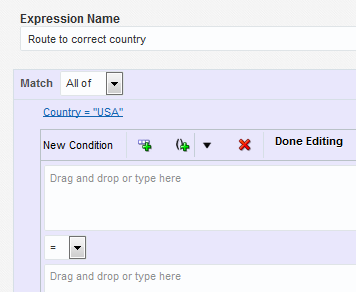 Expression Name
Route to correct country
Match All of
Country = "USA"
New Condition Done Editing
Drag and drop or type here
=
Drag and drop or type here